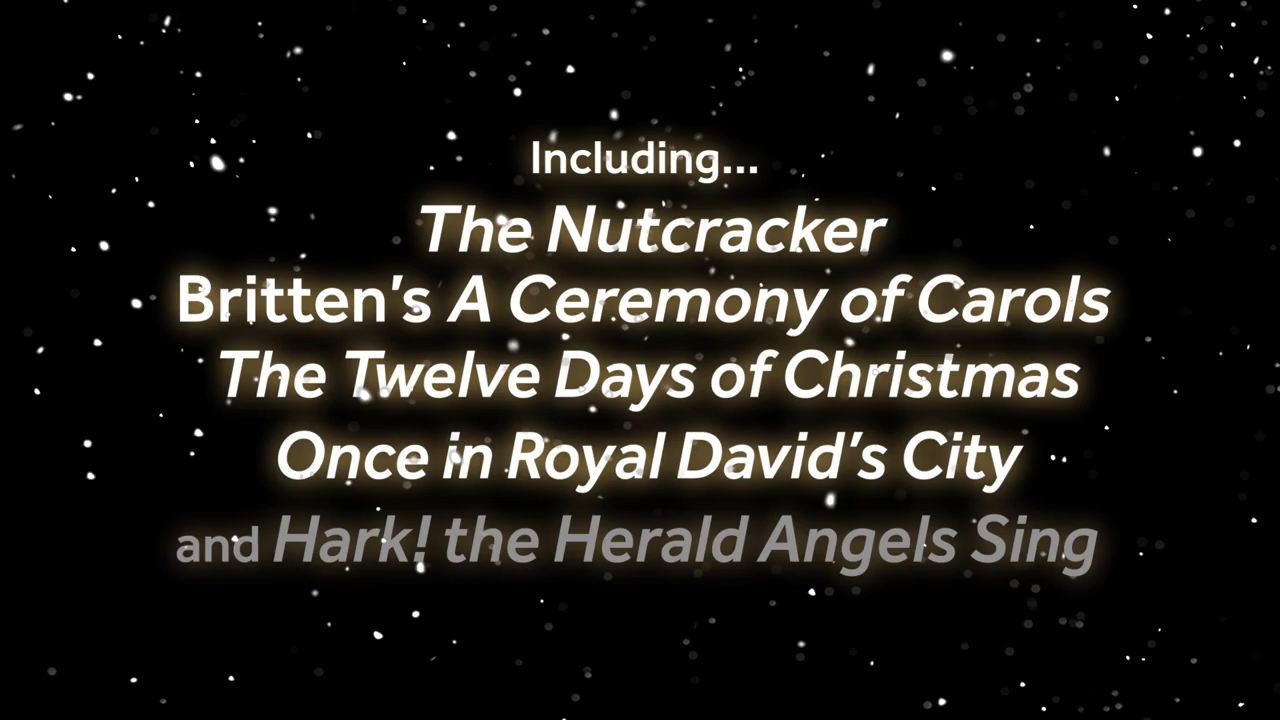 Including...
The Nutcracker
Britten's A Ceremony of Carols
The Twelve Days of Christmas
Once in Royal David's City
and Hark! the Herald Angels Sing